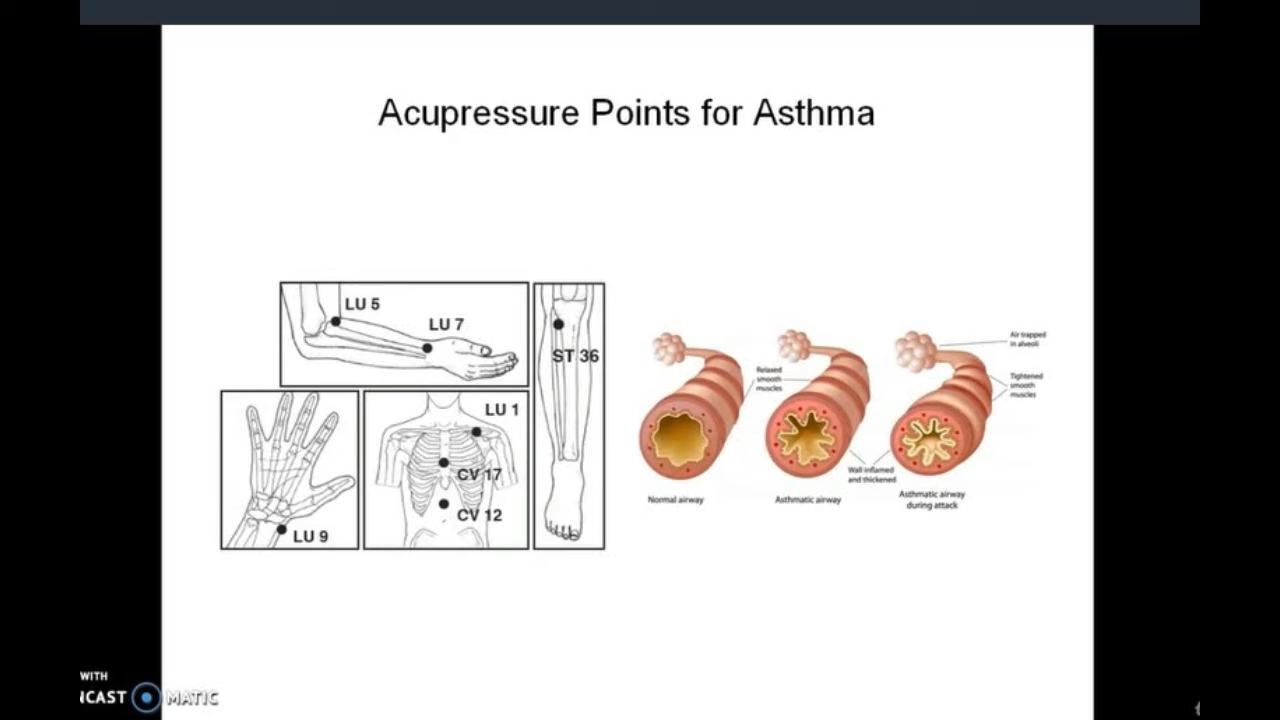 Acupressure Points for Asthma
LU 5
LU 7
ST 36
LU 1
CV 17
CV 12
LU 9
Air trapped
in alveoli
Relaxed
smooth
muscles
Tightened
smooth
muscles
Wall inflamed
and thickened
Normal airway
Asthmatic airway
Asthmatic airway
during attack
WITH
CAST MATIC